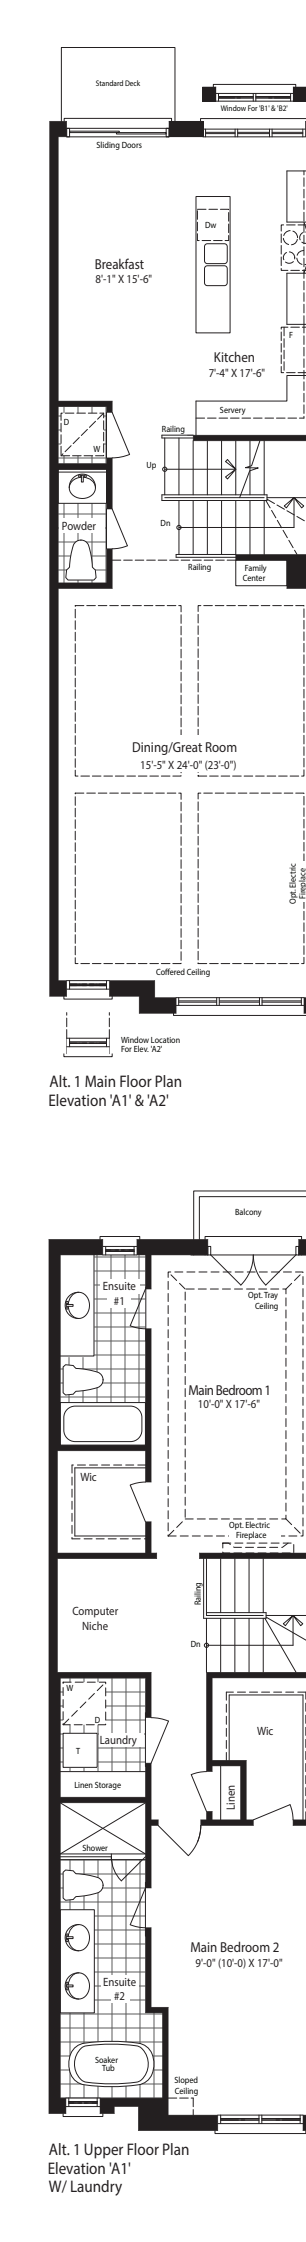 Standard Deck
Window For 'B1' & 'B2'
Sliding Doors
Dw
Breakfast
8'-1" X 15'-6"
F
Kitchen
7'-4" X 17'-6"
Servery
D
W
Railing
Up
Powder
Dn
Railing
Family
Center
Dining/Great Room
15'-5" X 24'-0" (23'-0")
Opt. Electric
Fireplace
Coffered Ceiling
Window Location
For Elev. 'A2'
Alt. 1 Main Floor Plan
Elevation 'A1' & 'A2'
Balcony
Ensuite
#1
Opt. Tray
Ceiling
Main Bedroom 1
10'-0" X 17'-6"
Wic
Opt. Electric
Fireplace
Railing
Computer
Niche
Dn
W
D
Laundry
T
Wic
Linen Storage
Linen
Shower
Main Bedroom 2
9'-0" (10'-0) X 17'-0"
Ensuite
#2
Soaker
Tub
Sloped
Ceiling
Alt. 1 Upper Floor Plan
Elevation 'A1'
W/ Laundry